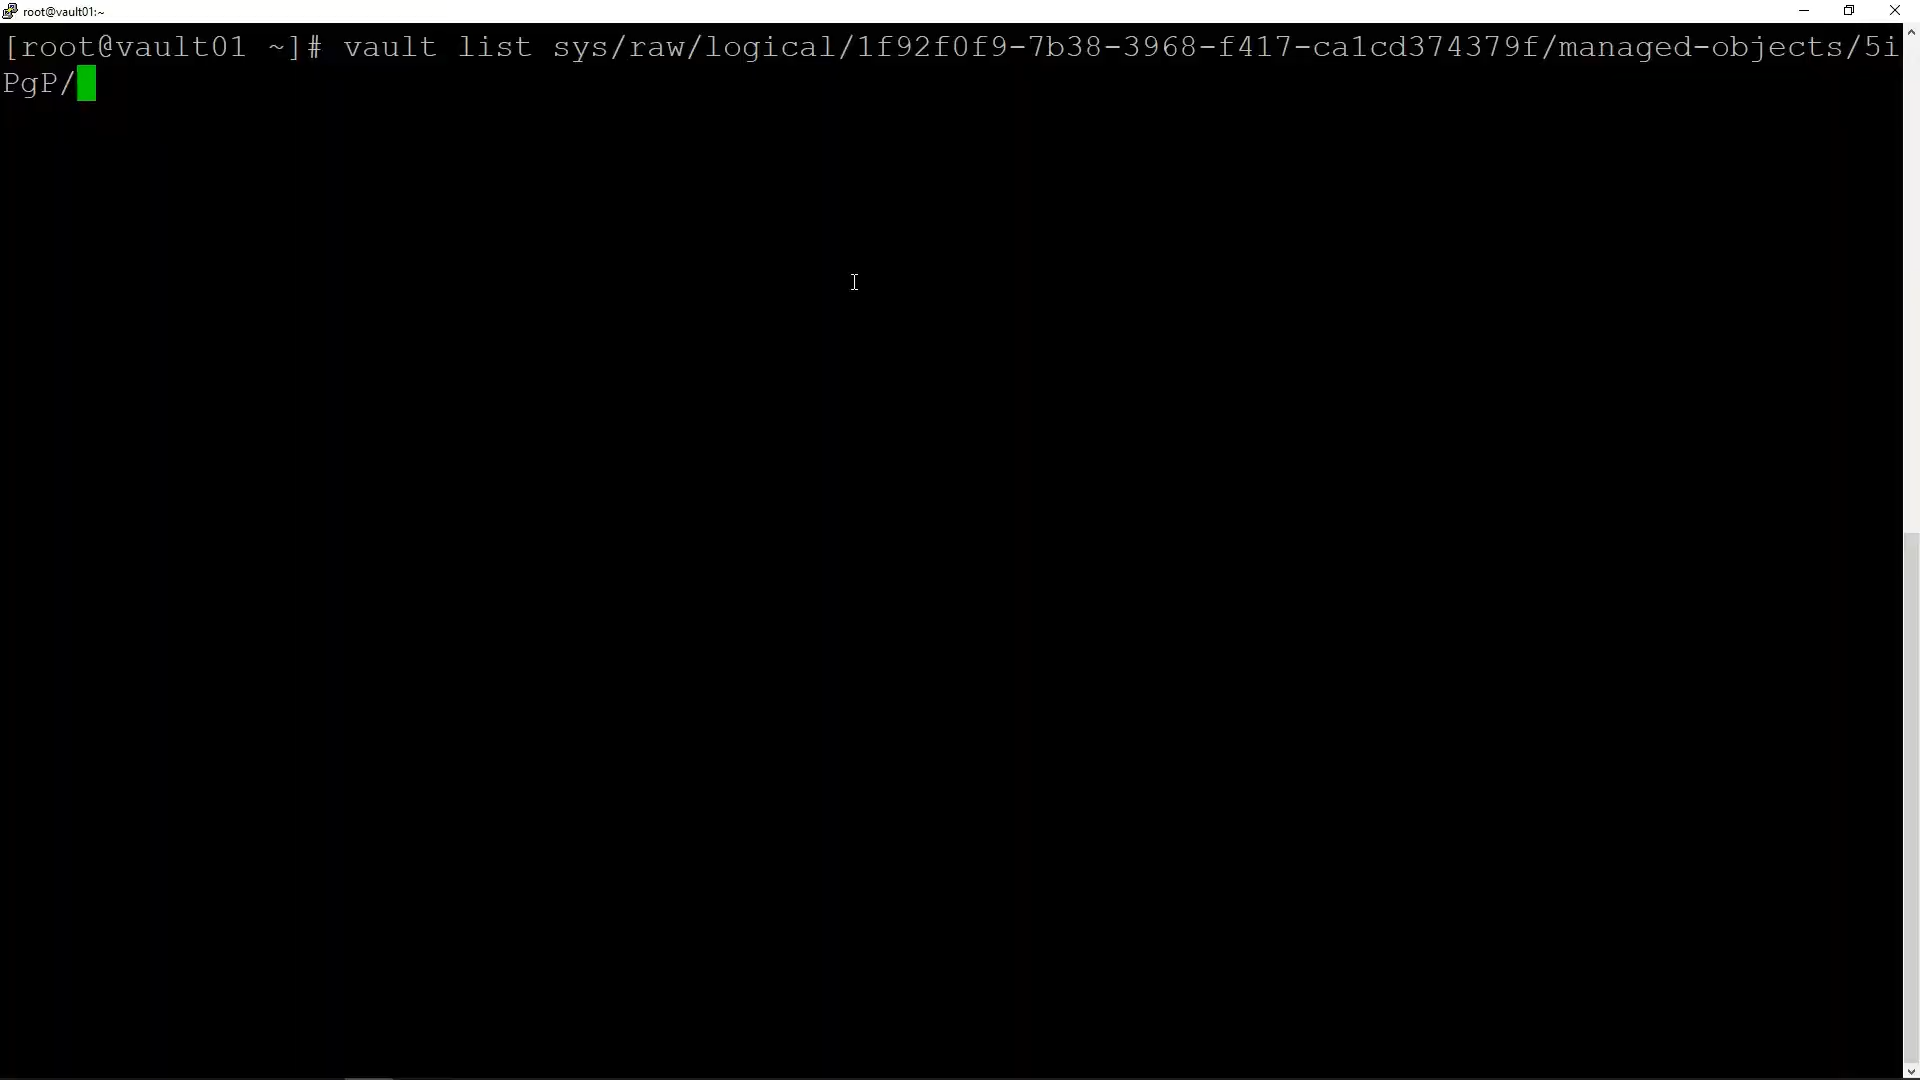 root@vault01:~
[root@vault01 ~]# vault list sys/raw/logical/1f92f0f9-7b38-3968-f417-ca1cd374379f/managed-objects/5i
PgP/